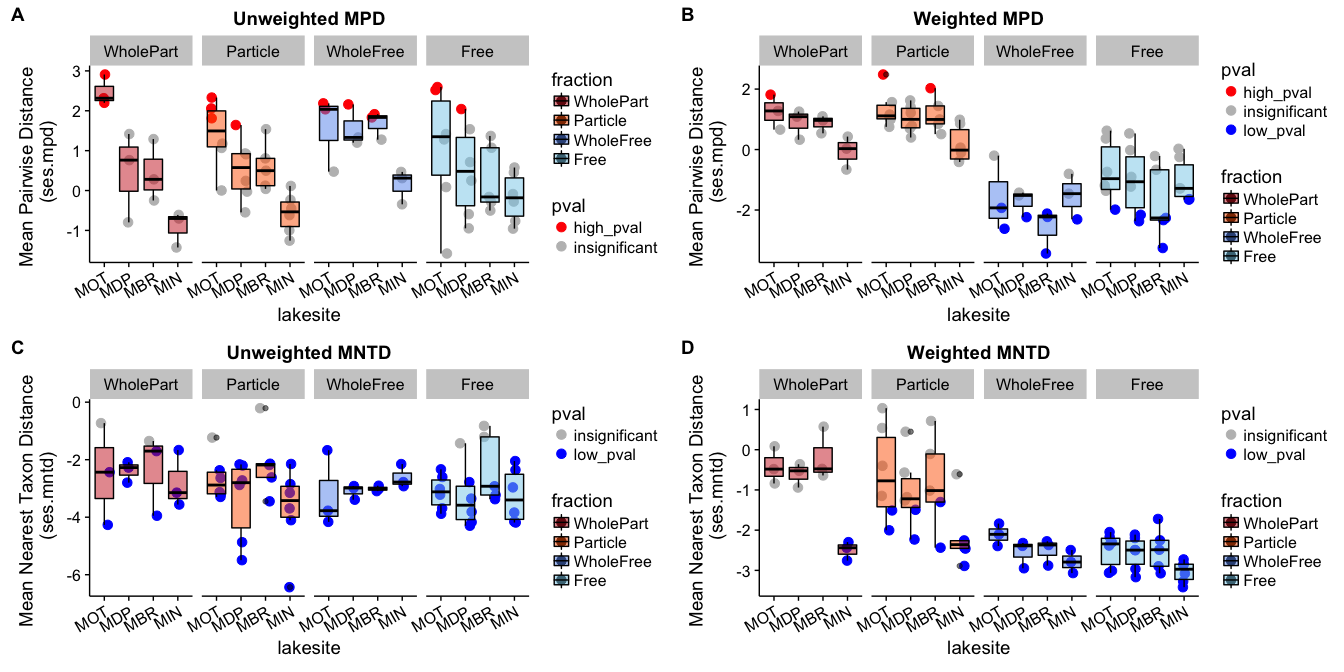 A
Unweighted MPD
WholePart
Particle
WholeFree
Free
Mean Pairwise Distance
(ses.mpd)
3
2
1
0
-1
MOT
MDP
MBR
MIN
MOT
MDP
MBR
MIN
MOT
MDP
MBR
MIN
MOT
MDP
MBR
MIN
lakesite
fraction
WholePart
Particle
WholeFree
Free
pval
high_pval
insignificant
B
Weighted MPD
WholePart
Particle
WholeFree
Free
Mean Pairwise Distance
(ses.mpd)
2
0
-2
MOT
MDP
MBR
MIN
MOT
MDP
MBR
MIN
MOT
MDP
MBR
MIN
MOT
MDP
MBR
MIN
lakesite
pval
high_pval
insignificant
low_pval
fraction
WholePart
Particle
WholeFree
Free
C
Unweighted MNTD
WholePart
Particle
WholeFree
Free
Mean Nearest Taxon Distance
(ses.mntd)
0
-2
-4
-6
MOT
MDP
MBR
MIN
MOT
MDP
MBR
MIN
MOT
MDP
MBR
MIN
MOT
MDP
MBR
MIN
lakesite
pval
insignificant
low_pval
fraction
WholePart
Particle
WholeFree
Free
D
Weighted MNTD
WholePart
Particle
WholeFree
Free
Mean Nearest Taxon Distance
(ses.mntd)
1
0
-1
-2
-3
MOT
MDP
MBR
MIN
MOT
MDP
MBR
MIN
MOT
MDP
MBR
MIN
MOT
MDP
MBR
MIN
lakesite
pval
insignificant
low_pval
fraction
WholePart
Particle
WholeFree
Free